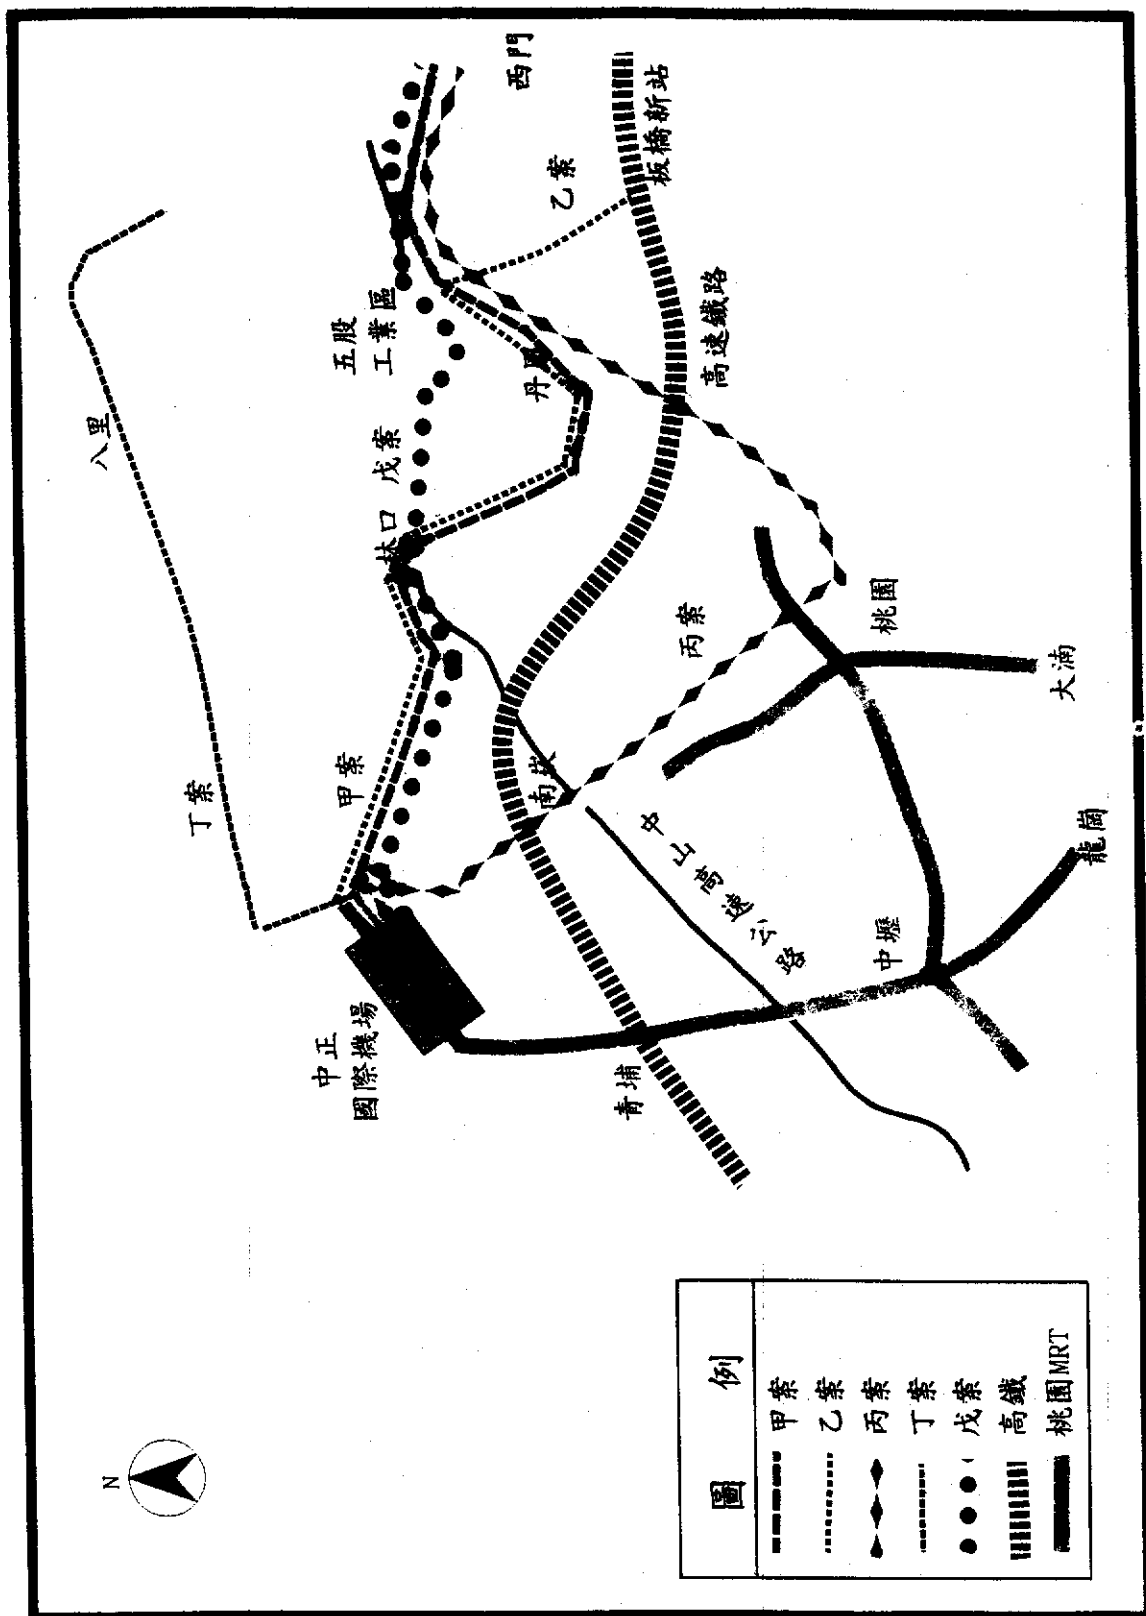 N
八里
丁案
甲案
中正
國際機場
五股
工業區
林口
戊案
西門
乙案
板橋新站
高速鐵路
南崁
丙案
桃園
大湳
中山高速公路
青埔
中壢
龍崗
圖例
甲案
乙案
丙案
丁案
戊案
高鐵
桃園MRT